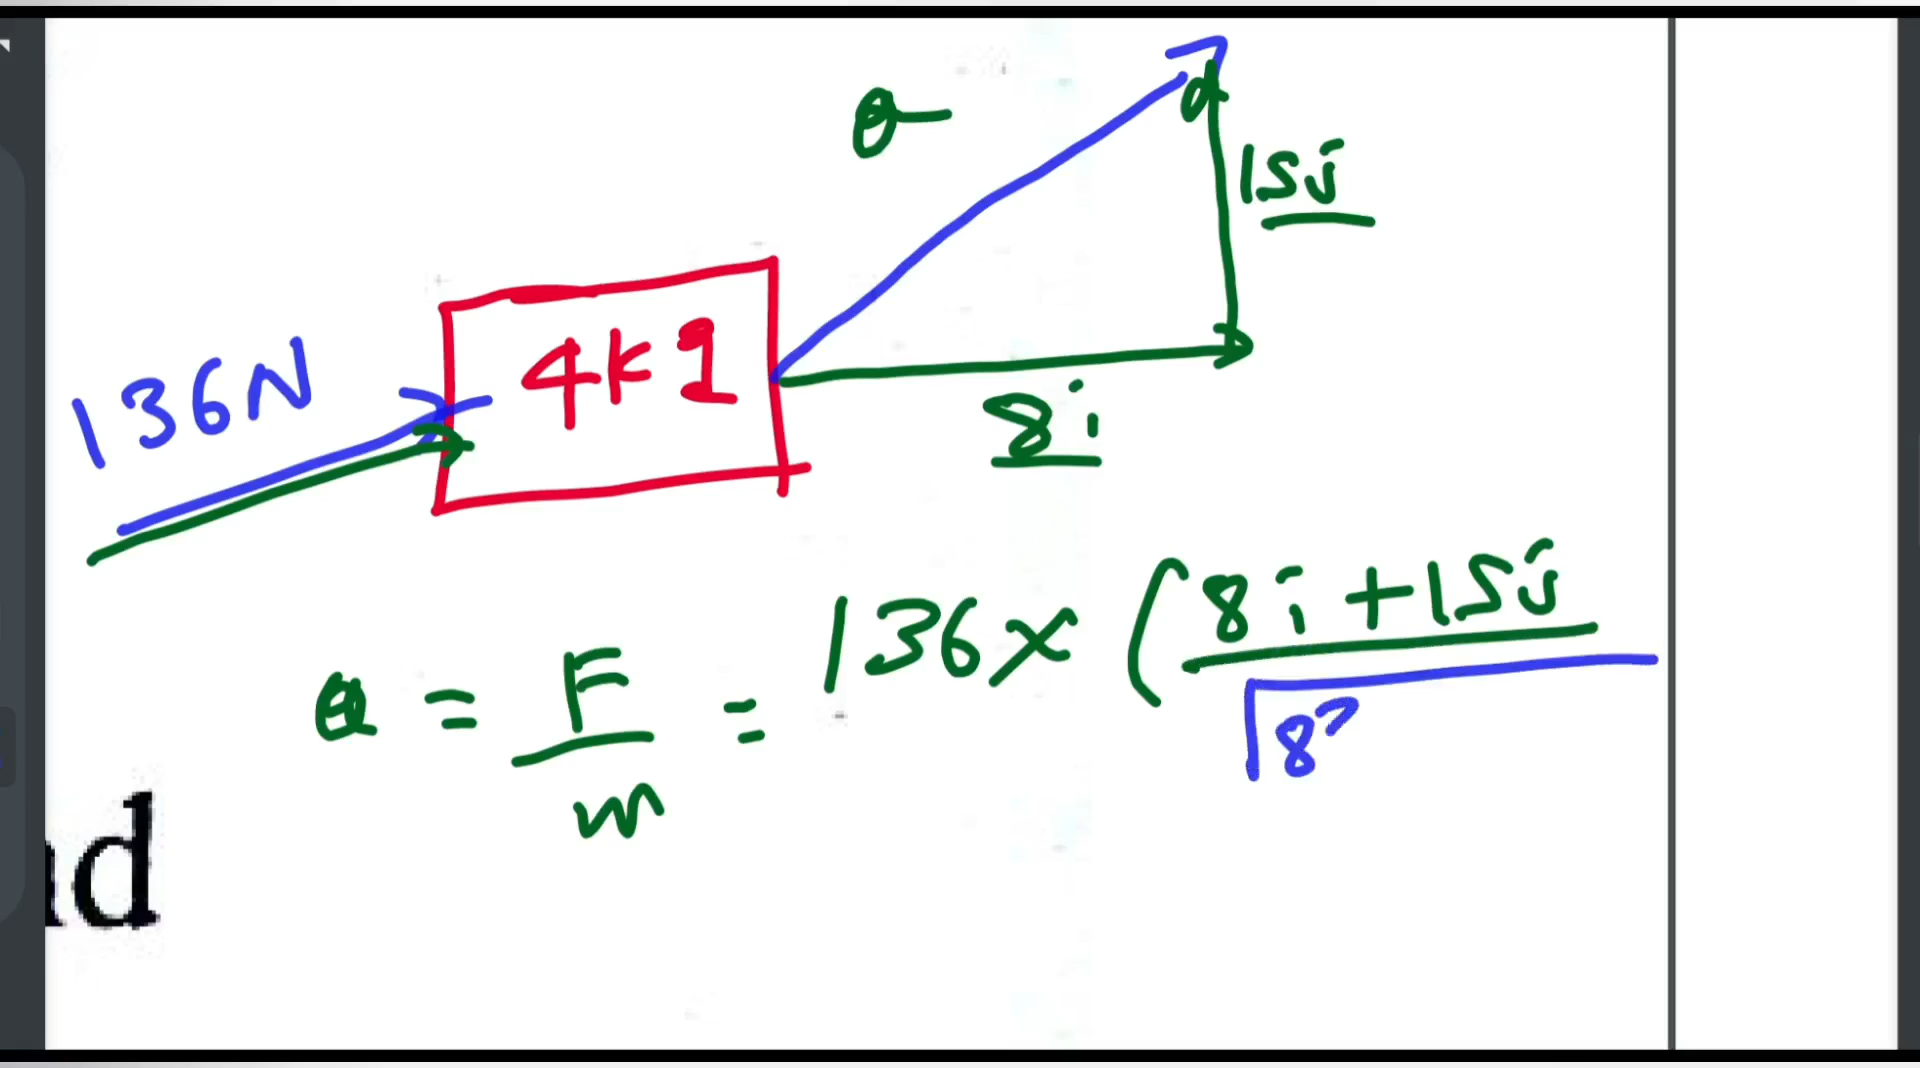 a
15j
136N
4kg
8i
a = F/m = 136 x (8i + 15j / √8²
d